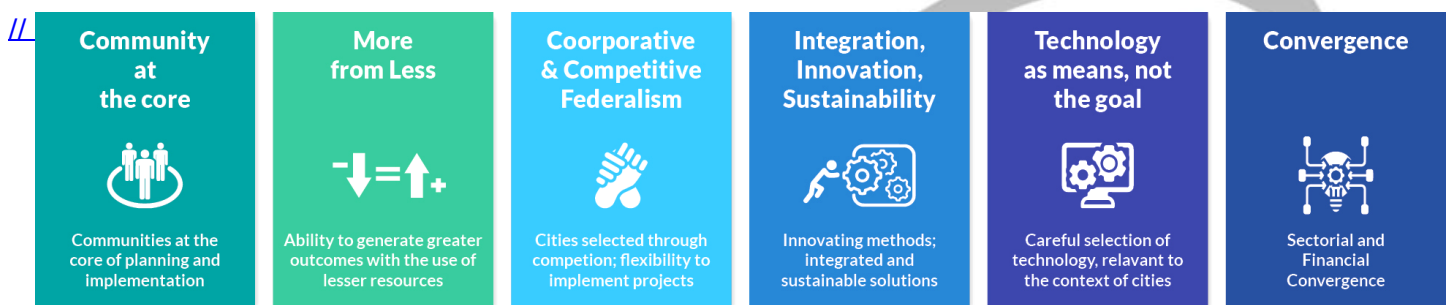 //
Community
at
the core
Communities at the
core of planning and
implementation
More
from Less
Ability to generate greater
outcomes with the use of
lesser resources
Coorporative
& Competitive
Federalism
Cities selected through
competion; flexibility to
implement projects
Integration,
Innovation,
Sustainability
Innovating methods;
integrated and
sustainable solutions
Technology
as means, not
the goal
Careful selection of
technology, relavant to
the context of cities
Convergence
Sectorial and
Financial
Convergence